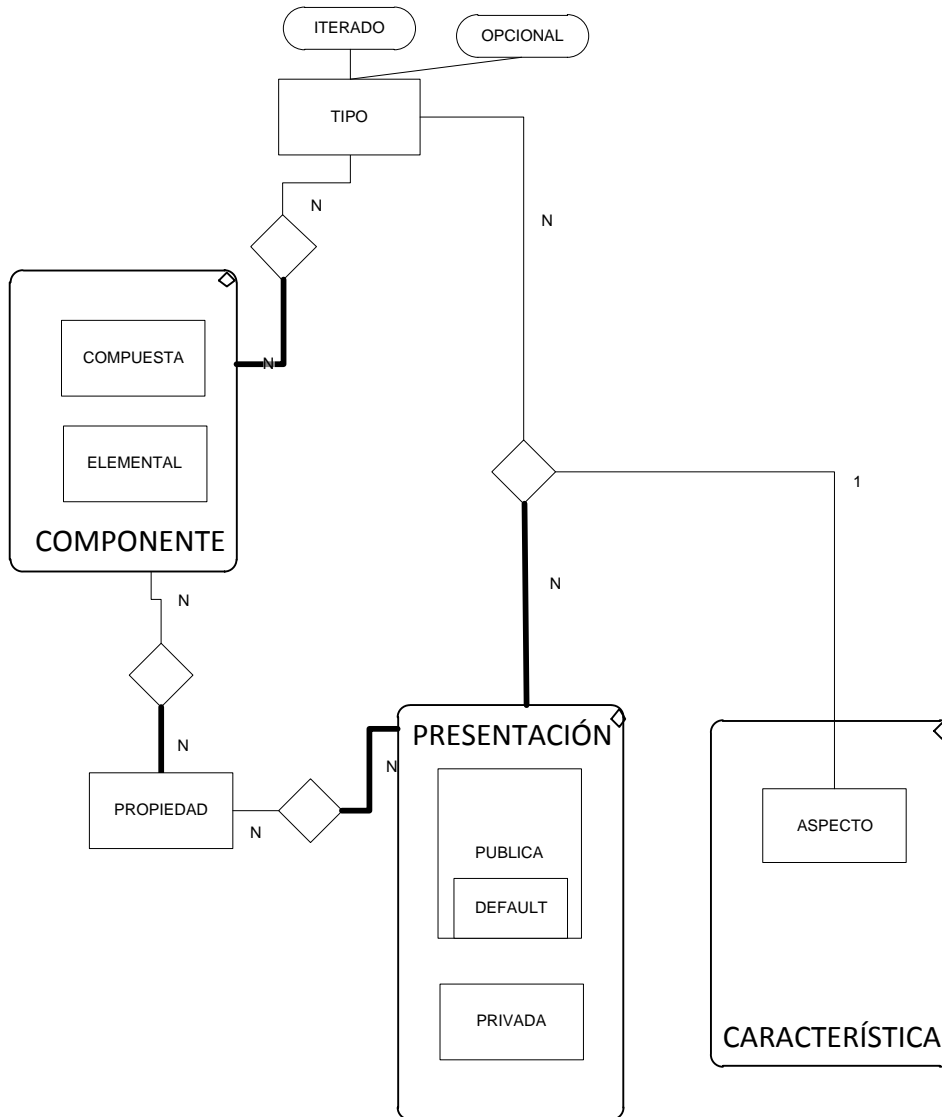 ITERADO
OPCIONAL
TIPO
N
N
COMPUESTA
N
ELEMENTAL
1
COMPONENTE
N
N
PRESENTACIÓN
N
N
PROPIEDAD
N
ASPECTO
PUBLICA
DEFAULT
PRIVADA
CARACTERÍSTICA